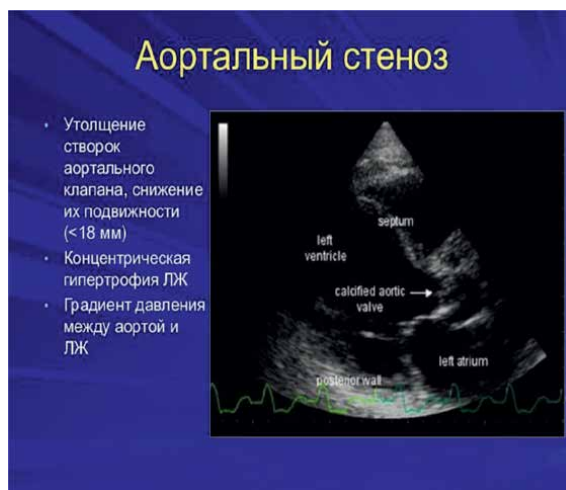 Аортальный стеноз
• Утолщение
створок
аортального
клапана, снижение
их подвижности
(<18 мм)
• Концентрическая
гипертрофия ЛЖ
• Градиент давления
между аортой и
ЛЖ
septum
left
ventricle
calcified aortic
valve
left atrium
posterior wall